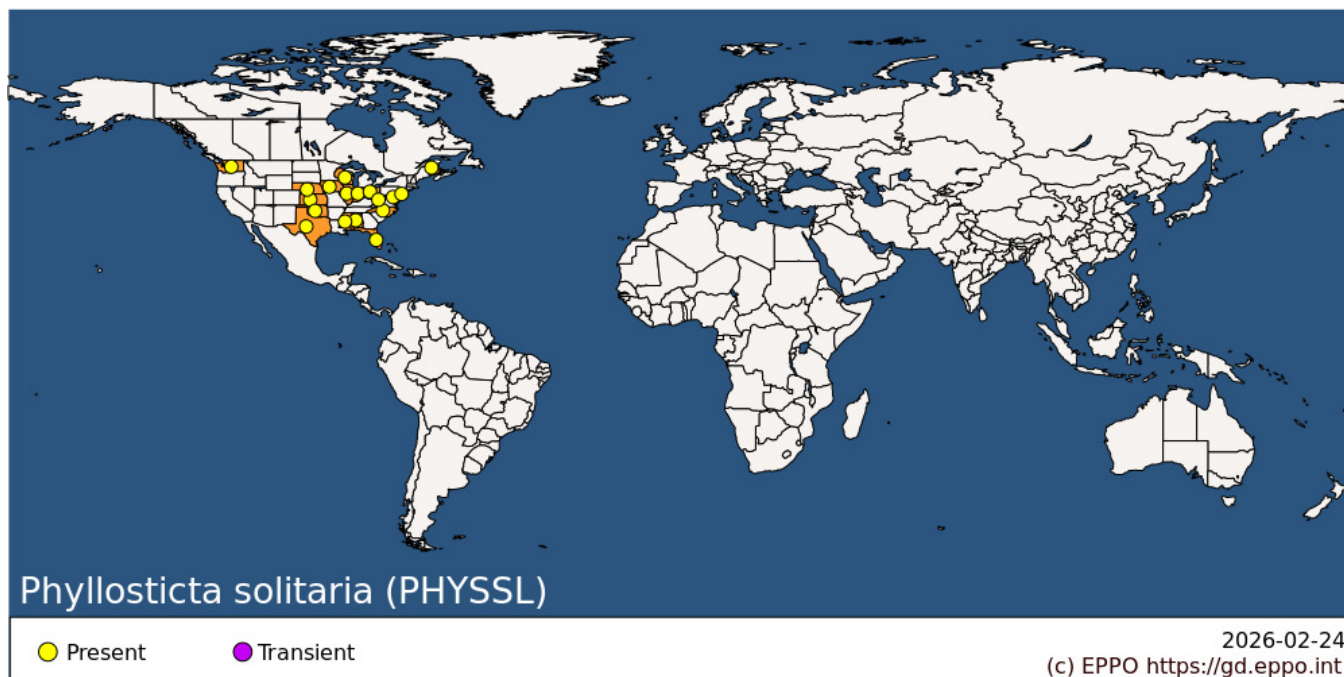 Phyllosticta solitaria (PHYSSL)
Present
Transient
2026-02-24
(c) EPPO https://gd.eppo.int